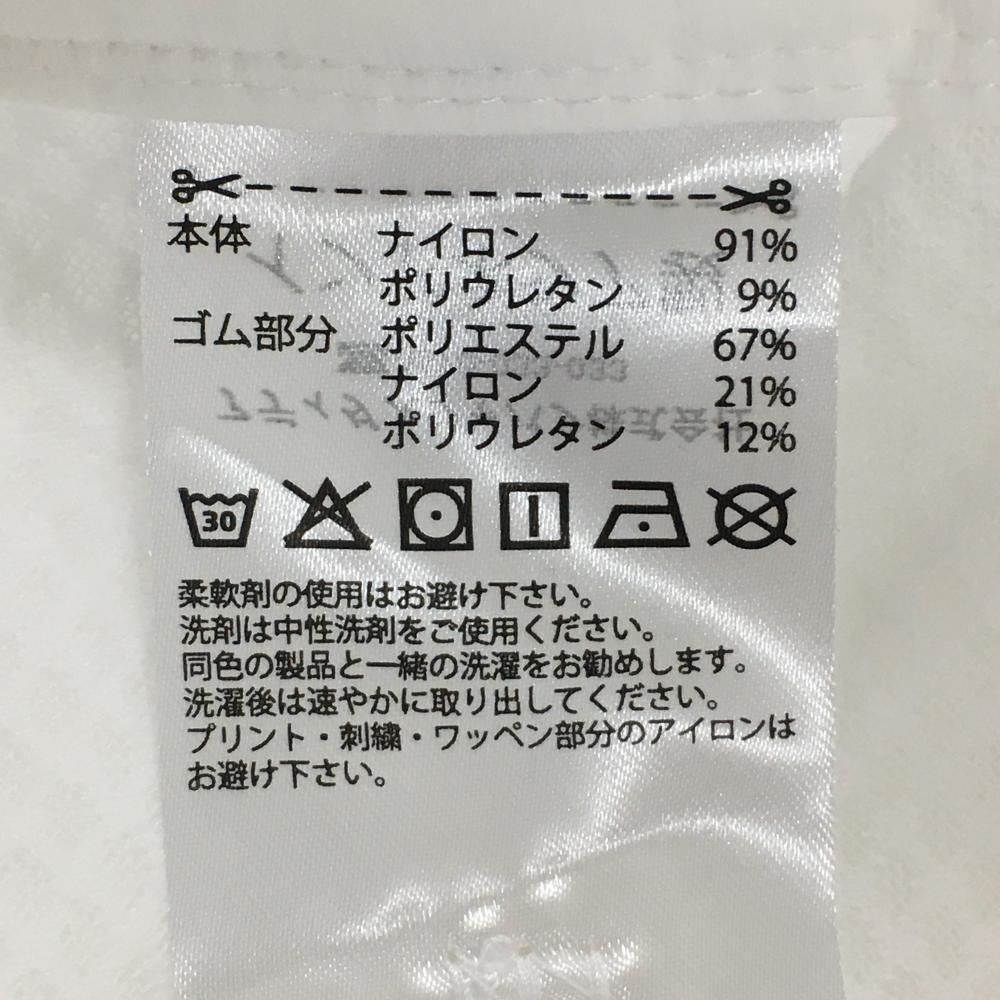 本体 ナイロン 91%
ポリウレタン 9%
ゴム部分 ポリエステル 67%
ナイロン 21%
ポリウレタン 12%
30
柔軟剤の使用はお避け下さい。
洗剤は中性洗剤をご使用ください。
同色の製品と一緒の洗濯をお勧めします。
洗濯後は速やかに取り出してください。
プリント・刺繍・ワッペン部分のアイロンは
お避け下さい。